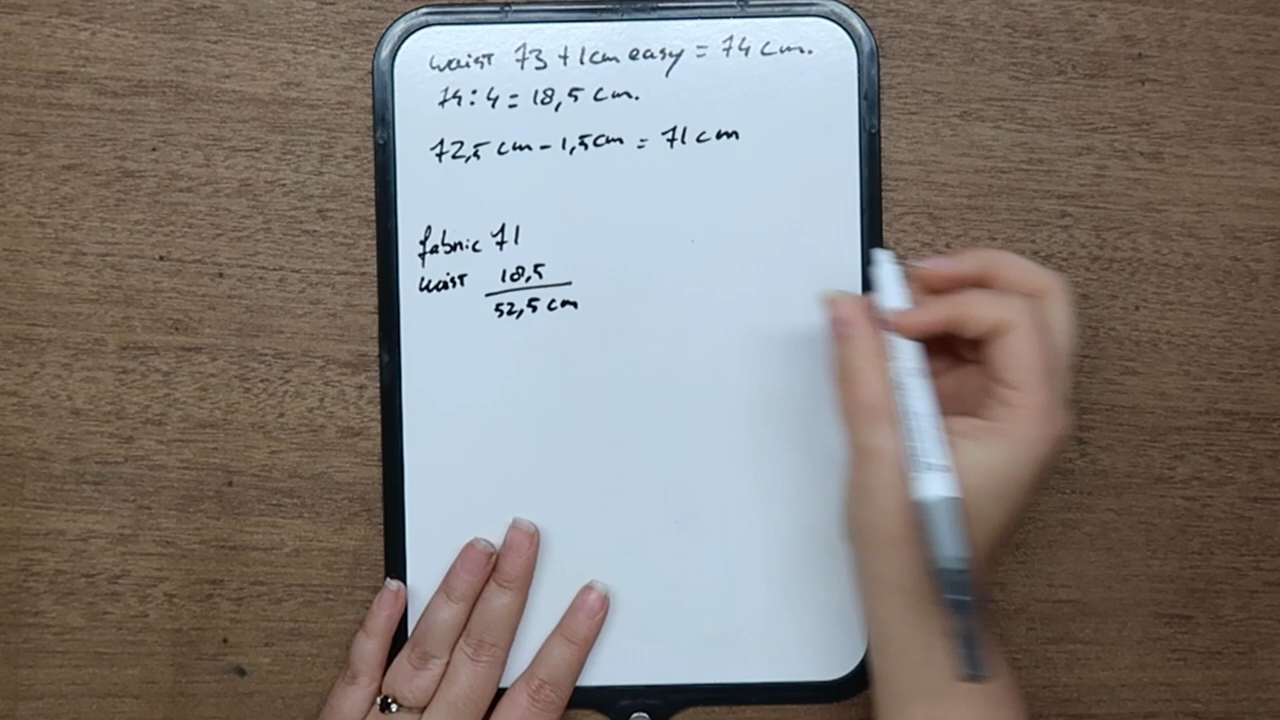 waist 73 + 1cm easy = 74 cm.
74 : 4 = 18,5 cm.
72,5 cm - 1,5cm = 71 cm
fabric 71
waist 18,5
52,5 cm